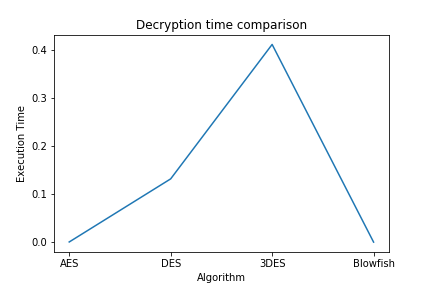 Decryption time comparison
0.4
0.3
0.2
0.1
0.0
Execution Time
AES DES 3DES Blowfish
Algorithm